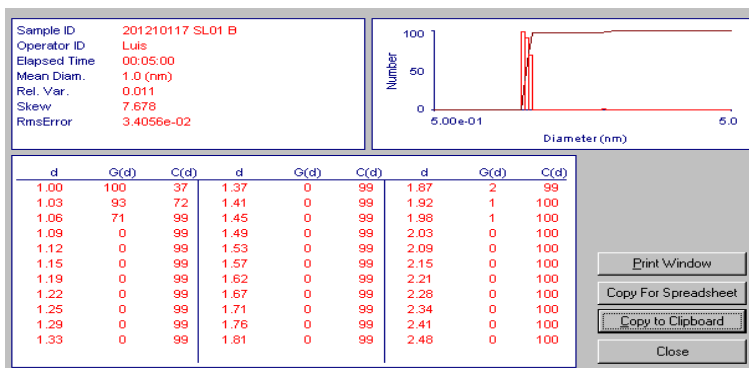 Sample ID 201210117 SL01 B
Operator ID Luis
Elapsed Time 00:05:00
Mean Diam. 1.0 (nm)
Rel. Var. 0.011
Skew 7.678
RmsError 3.4056e-02
100
50
0
Number
5.00e-01 5.0
Diameter (nm)
d G(d) C(d) d G(d) C(d) d G(d) C(d)
1.00 100 37 1.37 0 99 1.87 2 99
1.03 93 72 1.41 0 99 1.92 1 100
1.06 71 99 1.45 0 99 1.98 1 100
1.09 0 99 1.49 0 99 2.03 0 100
1.12 0 99 1.53 0 99 2.09 0 100
1.15 0 99 1.57 0 99 2.15 0 100
1.19 0 99 1.62 0 99 2.21 0 100
1.22 0 99 1.67 0 99 2.28 0 100
1.25 0 99 1.71 0 99 2.34 0 100
1.29 0 99 1.76 0 99 2.41 0 100
1.33 0 99 1.81 0 99 2.48 0 100
Print Window
Copy For Spreadsheet
Copy to Clipboard
Close